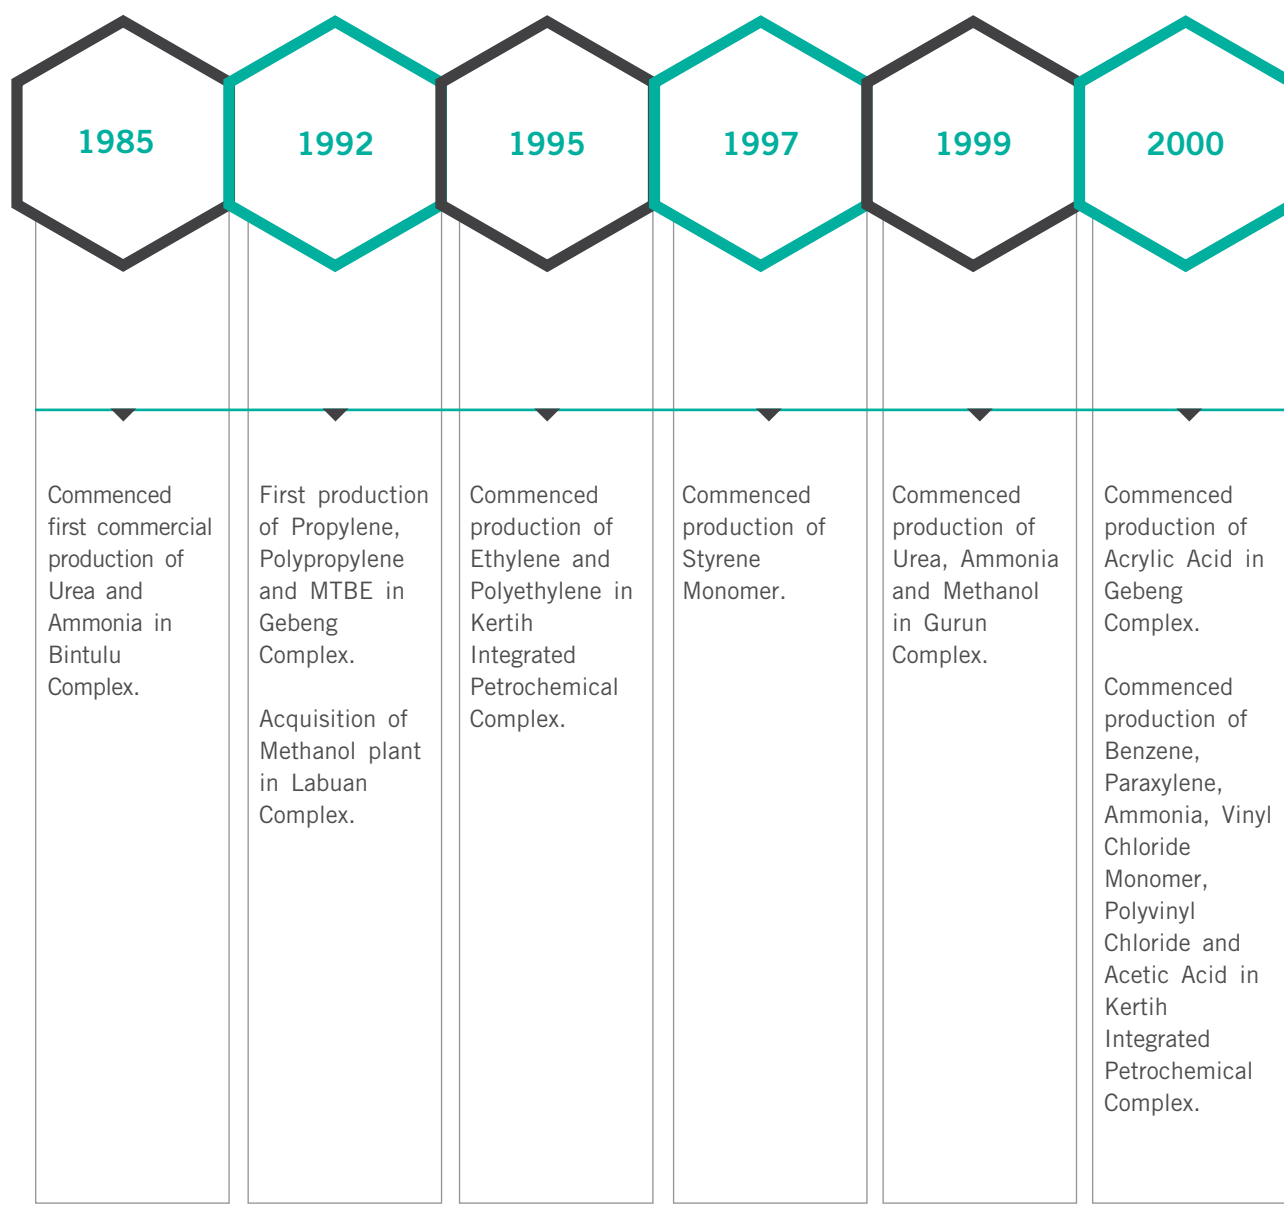 1985
1992
1995
1997
1999
2000
Commenced
first commercial
production of
Urea and
Ammonia in
Bintulu
Complex.
First production
of Propylene,
Polypropylene
and MTBE in
Gebeng
Complex.
Acquisition of
Methanol plant
in Labuan
Complex.
Commenced
production of
Ethylene and
Polyethylene in
Kertih
Integrated
Petrochemical
Complex.
Commenced
production of
Styrene
Monomer.
Commenced
production of
Urea, Ammonia
and Methanol
in Gurun
Complex.
Commenced
production of
Acrylic Acid in
Gebeng
Complex.
Commenced
production of
Benzene,
Paraxylene,
Ammonia, Vinyl
Chloride
Monomer,
Polyvinyl
Chloride and
Acetic Acid in
Kertih
Integrated
Petrochemical
Complex.